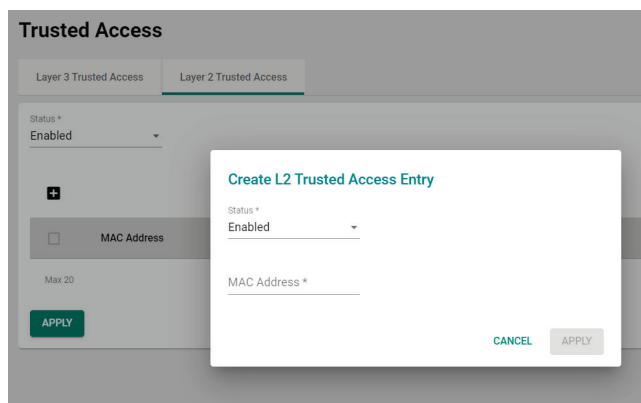 Trusted Access
Layer 3 Trusted Access Layer 2 Trusted Access
Status *
Enabled
MAC Address
Max 20
APPLY
Create L2 Trusted Access Entry
Status *
Enabled
MAC Address *
CANCEL APPLY